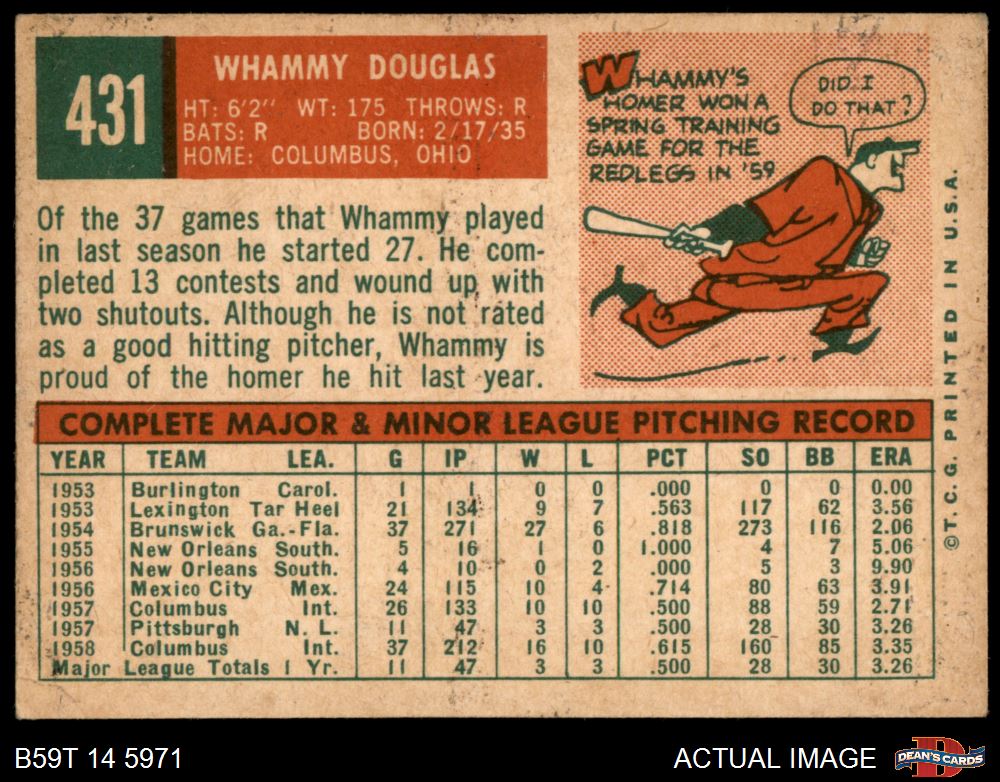 431
WHAMMY DOUGLAS
HT: 6'2" WT: 175 THROWS: R
BATS: R BORN: 2/17/35
HOME: COLUMBUS, OHIO
WHAMMY'S
HOMER WON A
SPRING TRAINING
GAME FOR THE
REDLEGS IN '59
DID I
DO THAT?
Of the 37 games that Whammy played
in last season he started 27. He com-
pleted 13 contests and wound up with
two shutouts. Although he is not rated
as a good hitting pitcher, Whammy is
proud of the homer he hit last year.
COMPLETE MAJOR & MINOR LEAGUE PITCHING RECORD
YEAR TEAM LEA. G IP W L PCT SO BB ERA
1953 Burlington Carol. 1 1 0 0 .000 0 0 0.00
1953 Lexington Tar Heel 21 134 9 7 .563 117 62 3.56
1954 Brunswick Ga.-Fla. 37 271 27 6 .818 273 116 2.06
1955 New Orleans South. 5 16 1 0 1.000 4 7 5.06
1956 New Orleans South. 4 10 0 2 .000 5 3 9.90
1956 Mexico City Mex. 24 115 10 4 .714 80 63 3.91
1957 Columbus Int. 26 133 10 10 .500 88 59 2.71
1957 Pittsburgh N. L. 11 47 3 3 .500 28 30 3.26
1958 Columbus Int. 37 212 16 10 .615 160 85 3.35
Major League Totals 1 Yr. 11 47 3 3 .500 28 30 3.26
©T.C.G. PRINTED IN U.S.A.
B59T 14 5971
ACTUAL IMAGE
D
DEAN'S CARDS